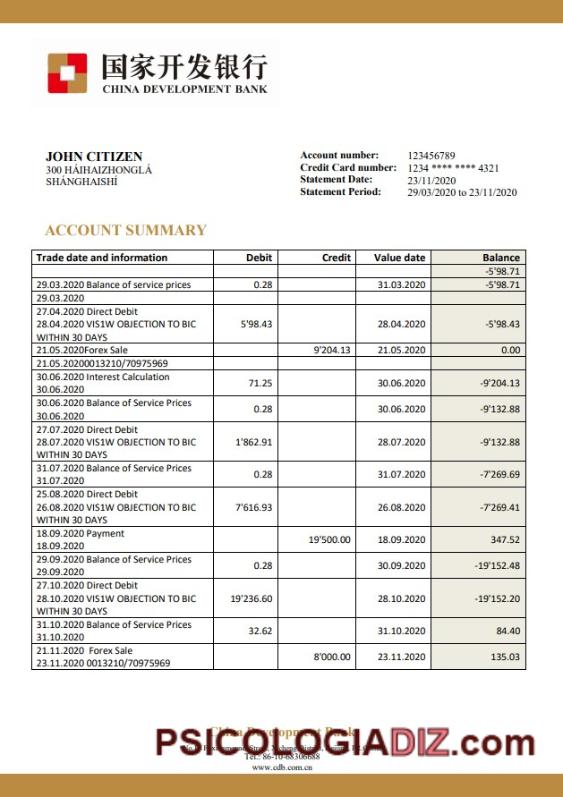 国家开发银行
CHINA DEVELOPMENT BANK
JOHN CITIZEN
300 HÁIHAIZHONGLÁ
SHÁNGHAISHÍ
Account number: 123456789
Credit Card number: 1234 **** **** 4321
Statement Date: 23/11/2020
Statement Period: 29/03/2020 to 23/11/2020
ACCOUNT SUMMARY
Trade date and information Debit Credit Value date Balance
-5'98.71
29.03.2020 Balance of service prices 0.28 31.03.2020 -5'98.71
29.03.2020
27.04.2020 Direct Debit
28.04.2020 VIS1W OBJECTION TO BIC 5'98.43 28.04.2020 -5'98.43
WITHIN 30 DAYS
21.05.2020Forex Sale 9'204.13 21.05.2020 0.00
21.05.20200013210/70975969
30.06.2020 Interest Calculation
30.06.2020 71.25 30.06.2020 -9'204.13
30.06.2020 Balance of Service Prices
30.06.2020 0.28 30.06.2020 -9'132.88
27.07.2020 Direct Debit
28.07.2020 VIS1W OBJECTION TO BIC 1'862.91 28.07.2020 -9'132.88
WITHIN 30 DAYS
31.07.2020 Balance of Service Prices
31.07.2020 0.28 31.07.2020 -7'269.69
25.08.2020 Direct Debit
26.08.2020 VIS1W OBJECTION TO BIC 7'616.93 26.08.2020 -7'269.41
WITHIN 30 DAYS
18.09.2020 Payment
18.09.2020 19'500.00 18.09.2020 347.52
29.09.2020 Balance of Service Prices
29.09.2020 0.28 30.09.2020 -19'152.48
27.10.2020 Direct Debit
28.10.2020 VIS1W OBJECTION TO BIC 19'236.60 28.10.2020 -19'152.20
WITHIN 30 DAYS
31.10.2020 Balance of Service Prices
31.10.2020 32.62 31.10.2020 84.40
21.11.2020 Forex Sale
23.11.2020 0013210/70975969 8'000.00 23.11.2020 135.03
China Development Bank
PSICOLOGIADIZ.com
Tel.: 86-10-68306688
www.cdb.com.cn